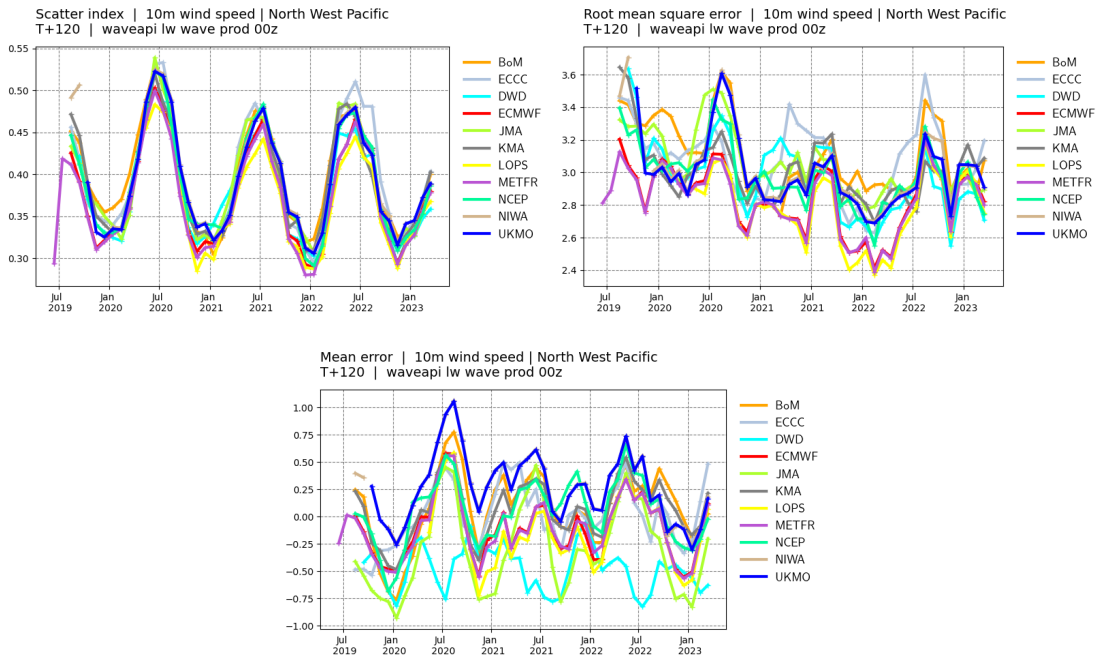 Scatter index  |  10m wind speed | North West Pacific
T+120  |  waveapi lw wave prod 00z
0.55
0.50
0.45
0.40
0.35
0.30
Jul
2019
Jan
2020
Jul
2020
Jan
2021
Jul
2021
Jan
2022
Jul
2022
Jan
2023
BoM
ECCC
DWD
ECMWF
JMA
KMA
LOPS
METFR
NCEP
NIWA
UKMO
Root mean square error  |  10m wind speed | North West Pacific
T+120  |  waveapi lw wave prod 00z
3.6
3.4
3.2
3.0
2.8
2.6
2.4
Jul
2019
Jan
2020
Jul
2020
Jan
2021
Jul
2021
Jan
2022
Jul
2022
Jan
2023
BoM
ECCC
DWD
ECMWF
JMA
KMA
LOPS
METFR
NCEP
NIWA
UKMO
Mean error  |  10m wind speed | North West Pacific
T+120  |  waveapi lw wave prod 00z
1.00
0.75
0.50
0.25
0.00
−0.25
−0.50
−0.75
−1.00
Jul
2019
Jan
2020
Jul
2020
Jan
2021
Jul
2021
Jan
2022
Jul
2022
Jan
2023
BoM
ECCC
DWD
ECMWF
JMA
KMA
LOPS
METFR
NCEP
NIWA
UKMO